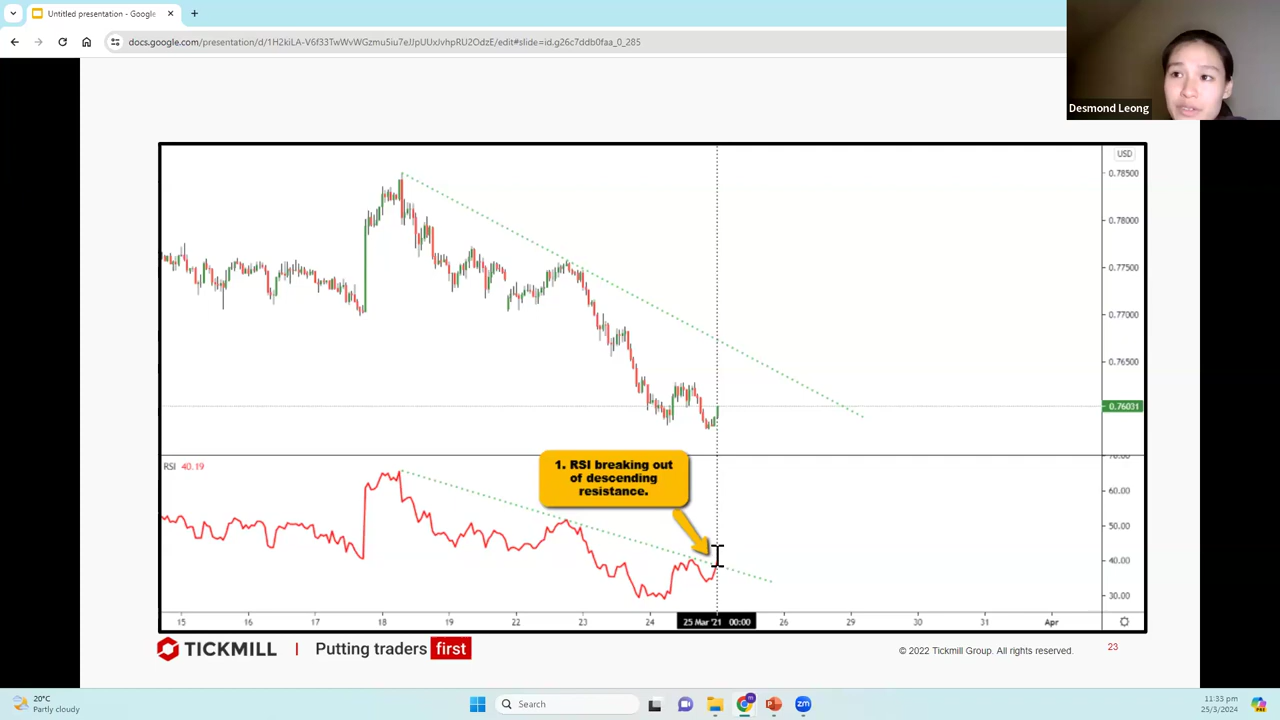 Untitled presentation - Google
docs.google.com/presentation/d/1H2kiLA-V6f33TwWvWGzmu5iu7eJJpUUxJvhpRU2OdzE/edit#slide=id.g26c7ddb0faa_0_285
Desmond Leong
USD
0.78500
0.78000
0.77500
0.77000
0.76500
0.76031
RSI 40.19
1. RSI breaking out
of descending
resistance.
70.00
60.00
50.00
40.00
30.00
15 16 17 18 19 22 23 24 25 Mar '21 00:00 26 29 30 31 Apr
TICKMILL | Putting traders first
© 2022 Tickmill Group. All rights reserved.
23
20°C
Partly cloudy
Search
zm
11:33 pm
25/3/2024